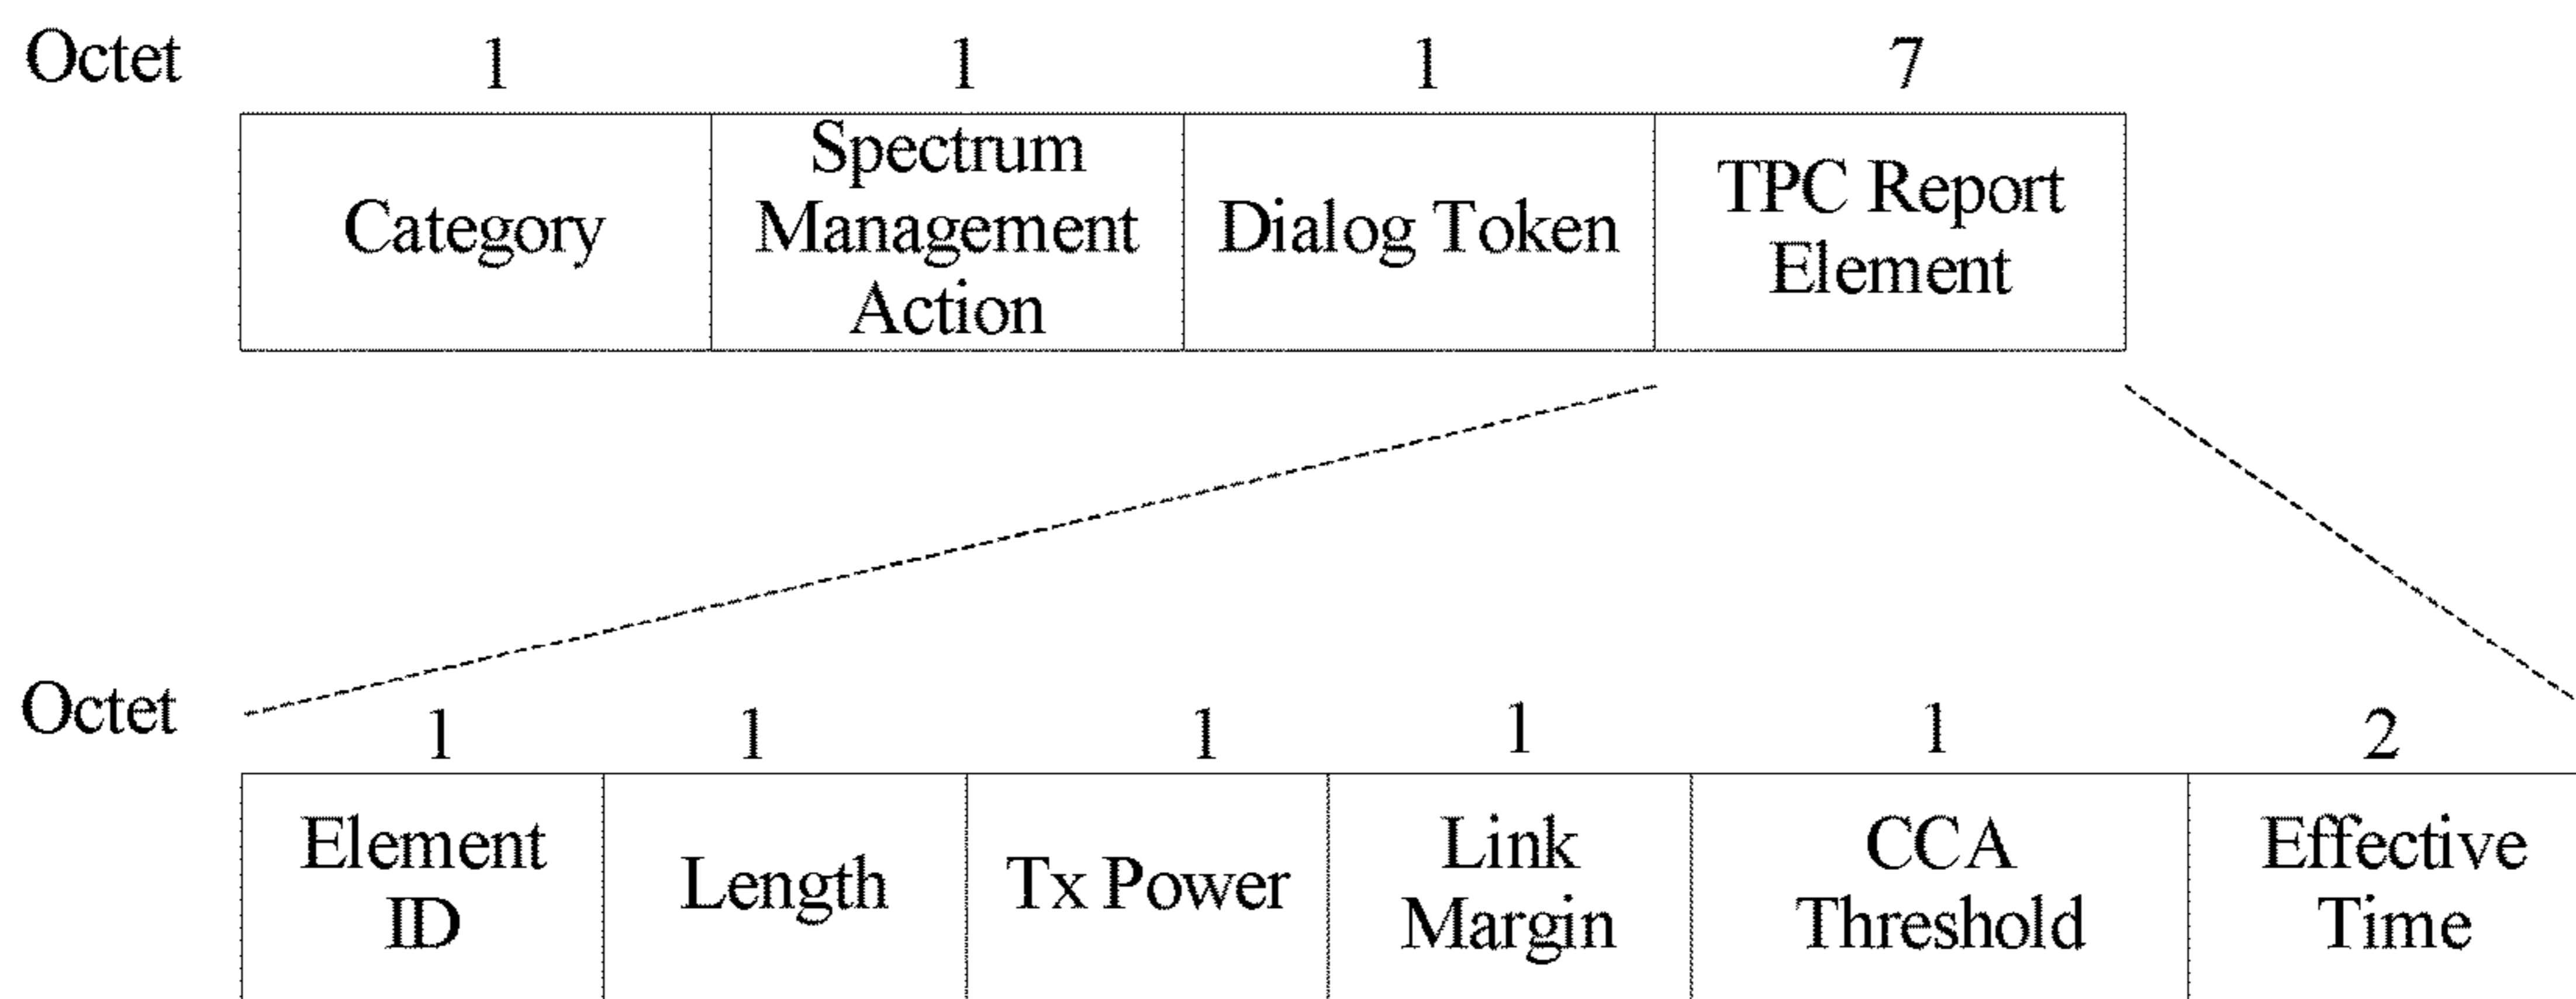 Octet 1 1 1 7
Category
Spectrum
Management
Action
Dialog Token
TPC Report
Element
Octet 1 1 1 1 1 2
Element
ID
Length
Tx Power
Link
Margin
CCA
Threshold
Effective
Time